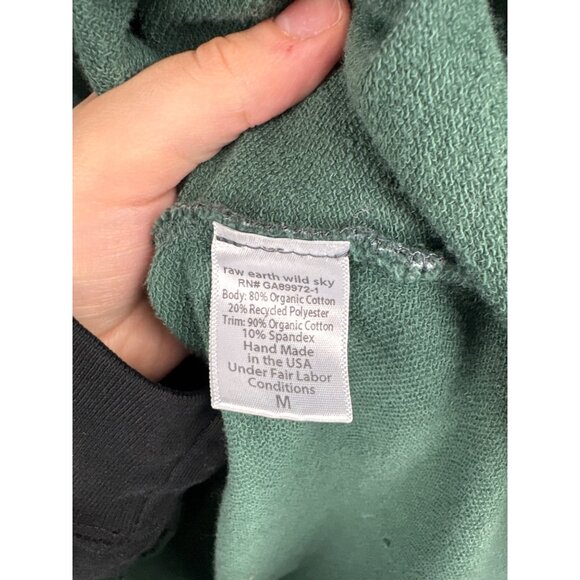 raw earth wild sky
RN# GA89972-1
Body: 80% Organic Cotton
20% Recycled Polyester
Trim: 90% Organic Cotton
10% Spandex
Hand Made
in the USA
Under Fair Labor
Conditions
M